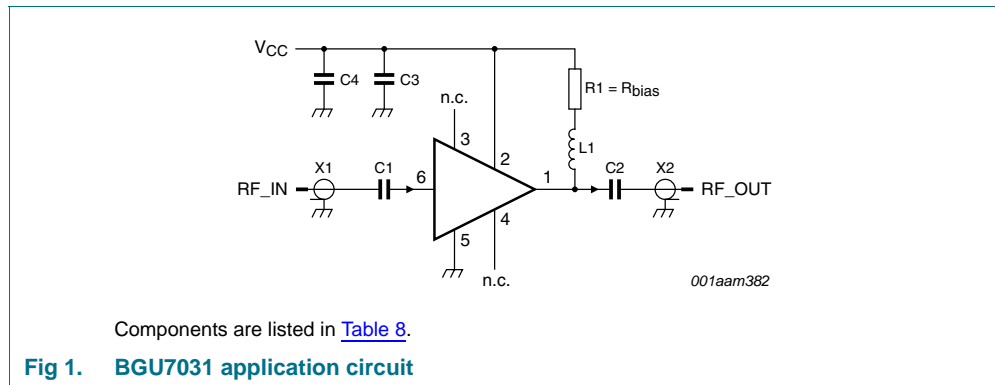 VCC
C4
C3
R1 = Rbias
n.c.
3
2
L1
X1
C1
C2
X2
RF_IN
6
1
RF_OUT
4
5
n.c.
001aam382
Components are listed in Table 8.
Fig 1. BGU7031 application circuit